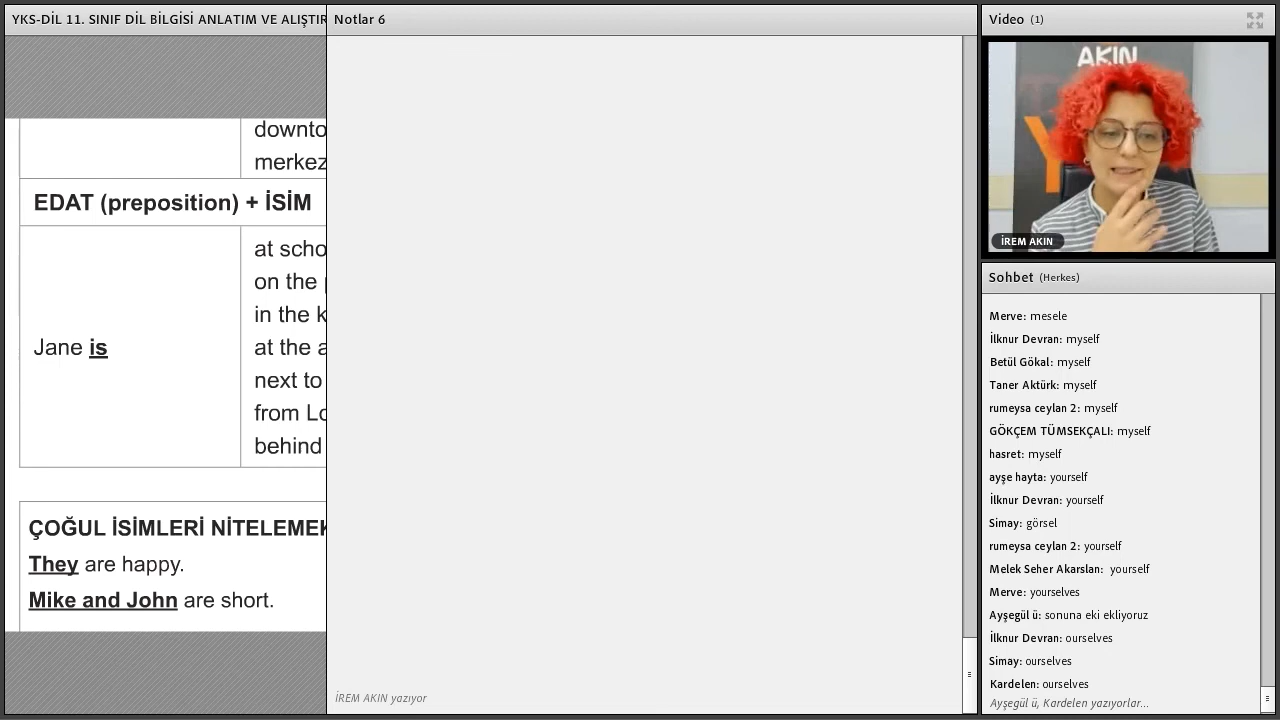 YKS-DİL 11. SINIF DİL BİLGİSİ ANLATIM VE ALIŞTIR
downto
merkez
EDAT (preposition) + İSİM
Jane is
at scho
on the
in the k
at the a
next to
from Lo
behind
ÇOĞUL İSİMLERİ NİTELEMEK
They are happy.
Mike and John are short.
Notlar 6
İREM AKIN yazıyor
Video (1)
AKIN
Y
İREM AKIN
Sohbet (Herkes)
Merve: mesele
İlknur Devran: myself
Betül Gökal: myself
Taner Aktürk: myself
rumeysa ceylan 2: myself
GÖKÇEM TÜMSEKÇALI: myself
hasret: myself
ayşe hayta: yourself
İlknur Devran: yourself
Simay: görsel
rumeysa ceylan 2: yourself
Melek Seher Akarslan: yourself
Merve: yourselves
Ayşegül ü: sonuna eki ekliyoruz
İlknur Devran: ourselves
Simay: ourselves
Kardelen: ourselves
Ayşegül ü, Kardelen yazıyorlar...